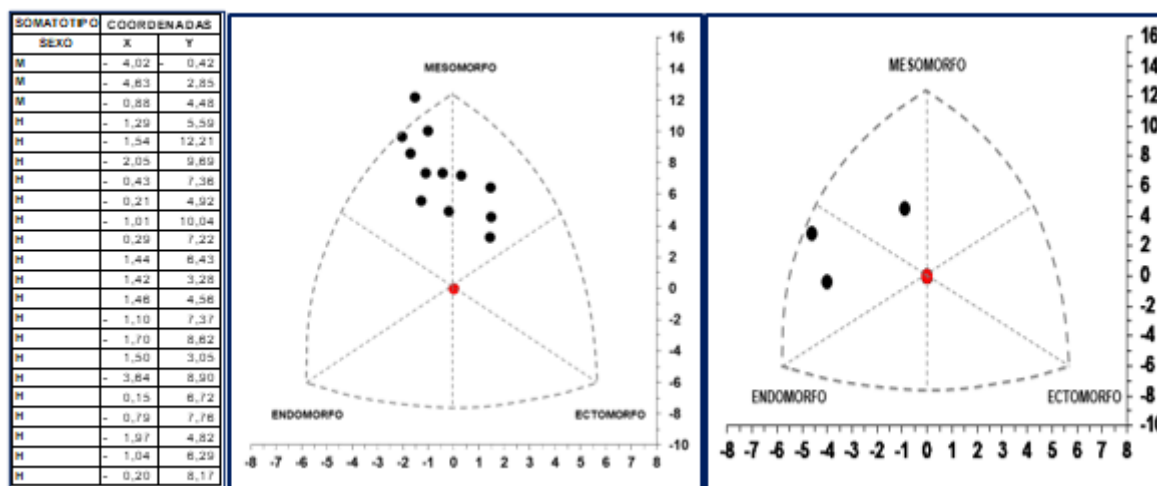 SOMATOTIPO COORDENADAS
SEXO X Y
M - 4,02 - 0,42
M - 4,63 2,85
M - 0,88 4,48
H - 1,29 5,59
H - 1,54 12,21
H - 2,05 9,69
H - 0,43 7,36
H - 0,21 4,92
H - 1,01 10,04
H 0,29 7,22
H 1,44 6,43
H 1,42 3,28
H 1,46 4,56
H - 1,10 7,37
H - 1,70 8,62
H 1,50 3,05
H - 3,64 8,90
H 0,15 6,72
H - 0,79 7,76
H - 1,97 4,82
H - 1,04 6,29
H - 0,20 8,17
MESOMORFO
ENDOMORFO ECTOMORFO
16
14
12
10
8
6
4
2
0
-2
-4
-6
-8
-10
-8 -7 -6 -5 -4 -3 -2 -1 0 1 2 3 4 5 6 7 8
MESOMORFO
ENDOMORFO ECTOMORFO
16
14
12
10
8
6
4
2
0
-2
-4
-6
-8
-10
-8 -7 -6 -5 -4 -3 -2 -1 0 1 2 3 4 5 6 7 8